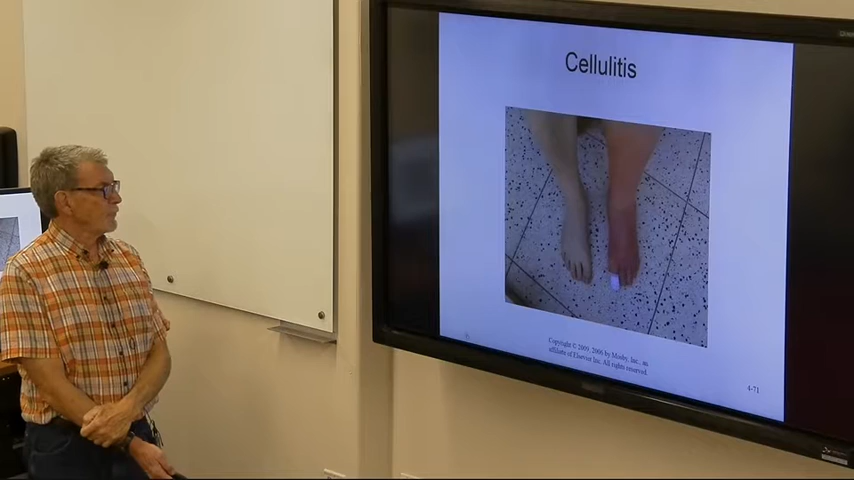 Cellulitis
Copyright © 2009, 2006 by Mosby, Inc., an
affiliate of Elsevier Inc. All rights reserved.
4-71